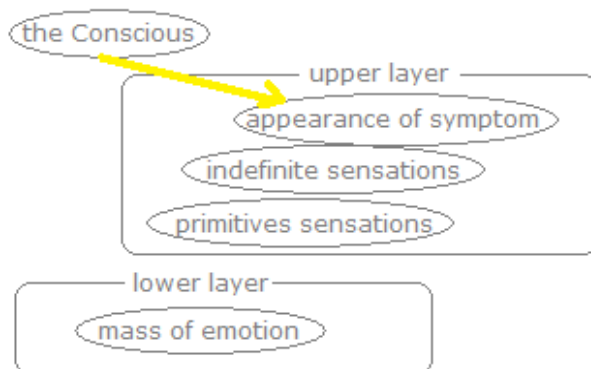 the Conscious
upper layer
appearance of symptom
indefinite sensations
primitives sensations
lower layer
mass of emotion